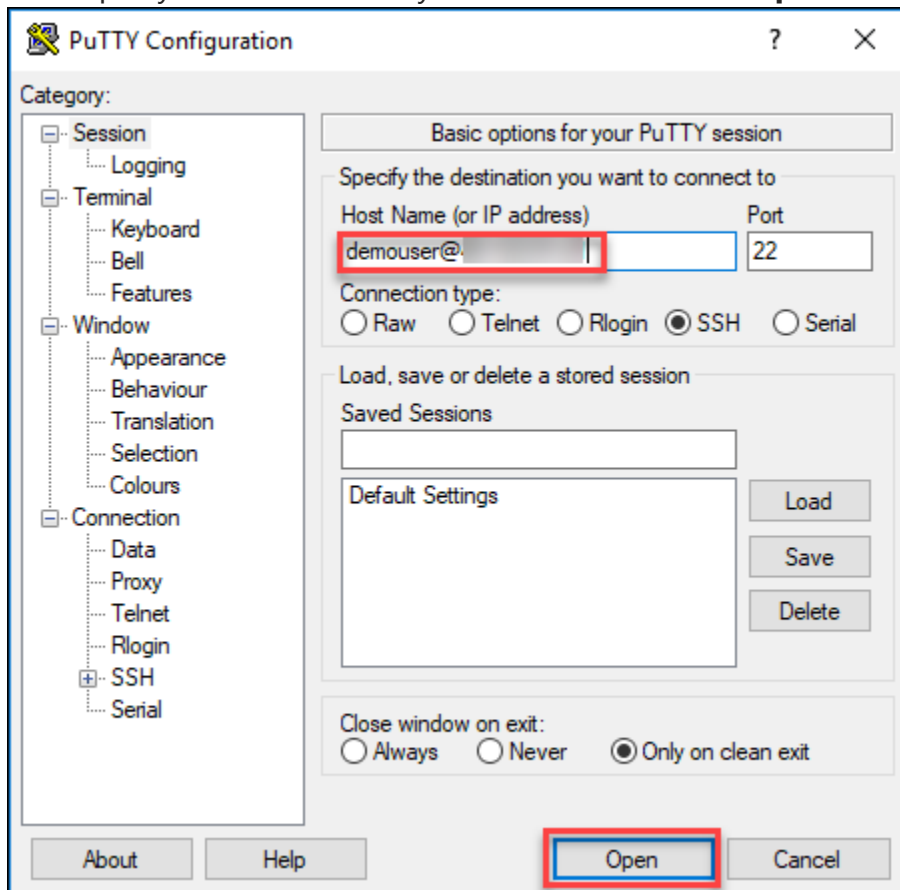 PuTTY Configuration
?
Category:
Session
Logging
Terminal
Keyboard
Bell
Features
Window
Appearance
Behaviour
Translation
Selection
Colours
Connection
Data
Proxy
Telnet
Rlogin
SSH
Serial
Basic options for your PuTTY session
Specify the destination you want to connect to
Host Name (or IP address) Port
demouser@ 22
Connection type:
Raw Telnet Rlogin SSH Serial
Load, save or delete a stored session
Saved Sessions
Default Settings
Load
Save
Delete
Close window on exit:
Always Never Only on clean exit
About Help Open Cancel